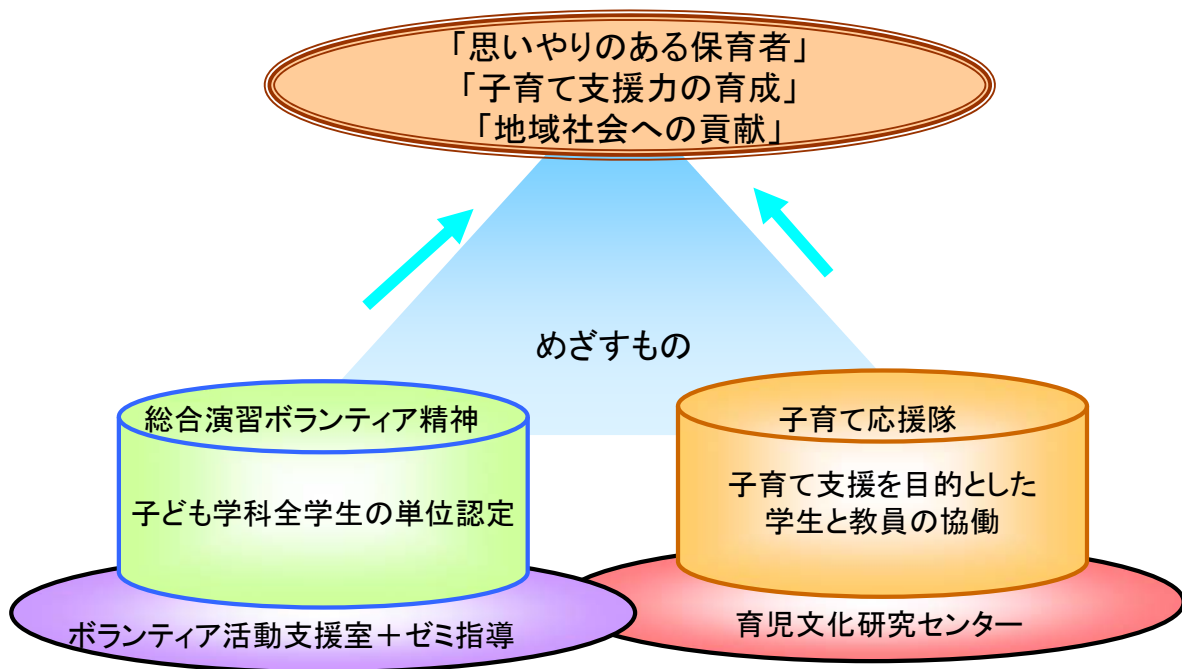 「思いやりのある保育者」
「子育て支援力の育成」
「地域社会への貢献」
めざすもの
総合演習ボランティア精神
子ども学科全学生の単位認定
ボランティア活動支援室＋ゼミ指導
子育て応援隊
子育て支援を目的とした
学生と教員の協働
育児文化研究センター